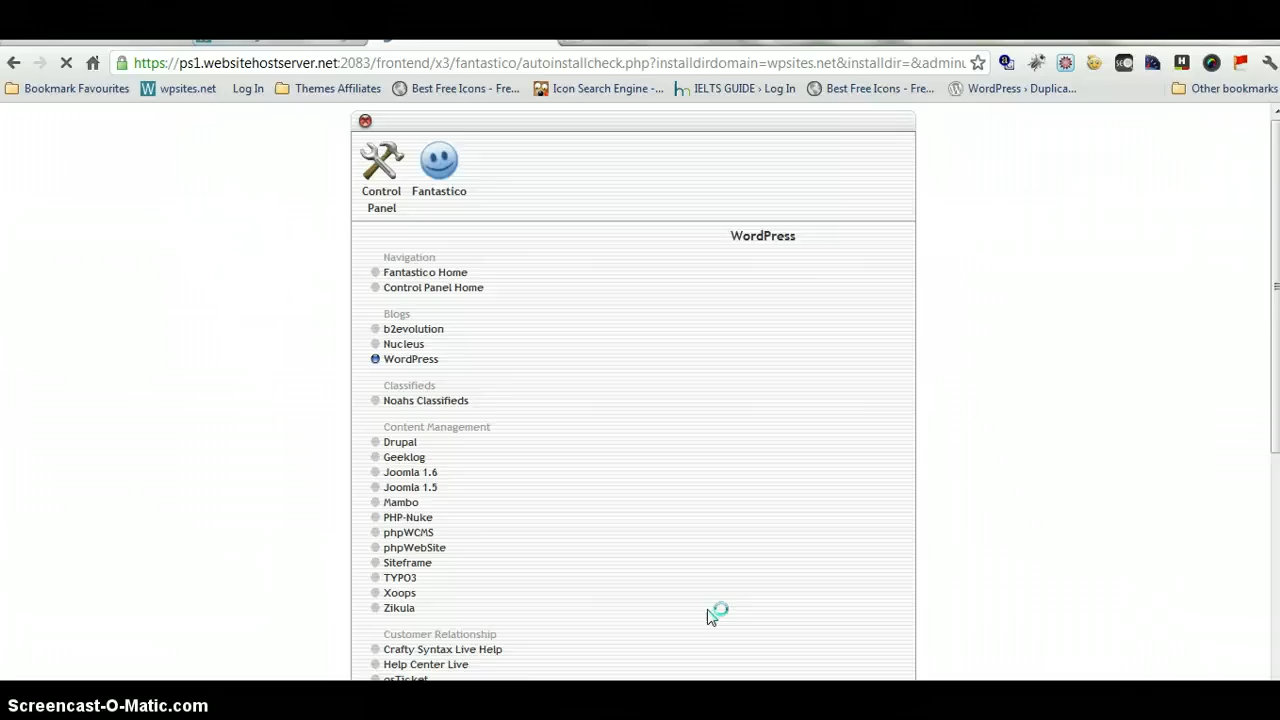 https://ps1.websitehostserver.net:2083/frontend/x3/fantastico/autoinstallcheck.php?installdirdomain=wpsites.net&installdir=&adminu
Bookmark Favourites wpsites.net Log In Themes Affiliates Best Free Icons - Fre... Icon Search Engine -... IELTS GUIDE › Log In Best Free Icons - Fre... WordPress › Duplica... Other bookmarks
Control Panel
Fantastico
WordPress
Navigation
Fantastico Home
Control Panel Home
Blogs
b2evolution
Nucleus
WordPress
Classifieds
Noahs Classifieds
Content Management
Drupal
Geeklog
Joomla 1.6
Joomla 1.5
Mambo
PHP-Nuke
phpWCMS
phpWebSite
Siteframe
TYPO3
Xoops
Zikula
Customer Relationship
Crafty Syntax Live Help
Help Center Live
osTicket
Screencast-O-Matic.com